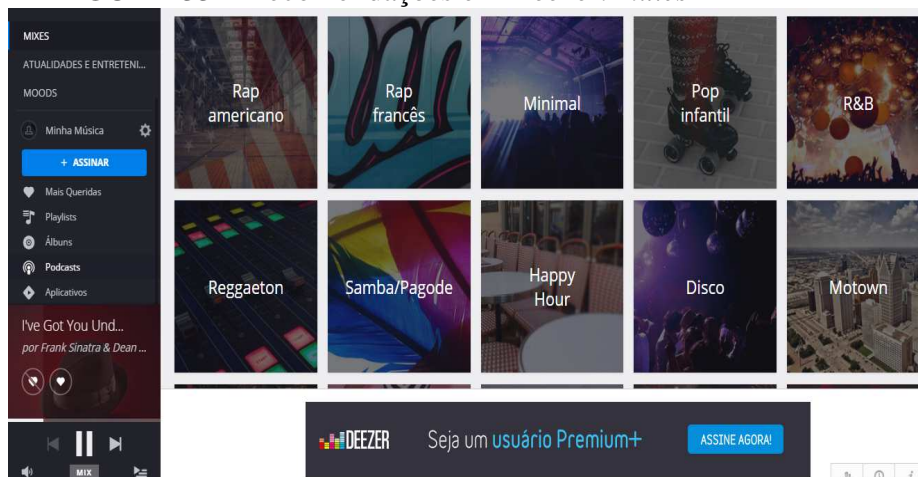 MIXES
ATUALIDADES E ENTRETENI...
MOODS
Minha Música
+ ASSINAR
Mais Queridas
Playlists
Álbuns
Podcasts
Aplicativos
I've Got You Und...
por Frank Sinatra & Dean ...
MIX
Rap
americano
Rap
francês
Minimal
Pop
infantil
R&B
Reggaeton
Samba/Pagode
Happy
Hour
Disco
Motown
DEEZER
Seja um usuário Premium+
ASSINE AGORA!